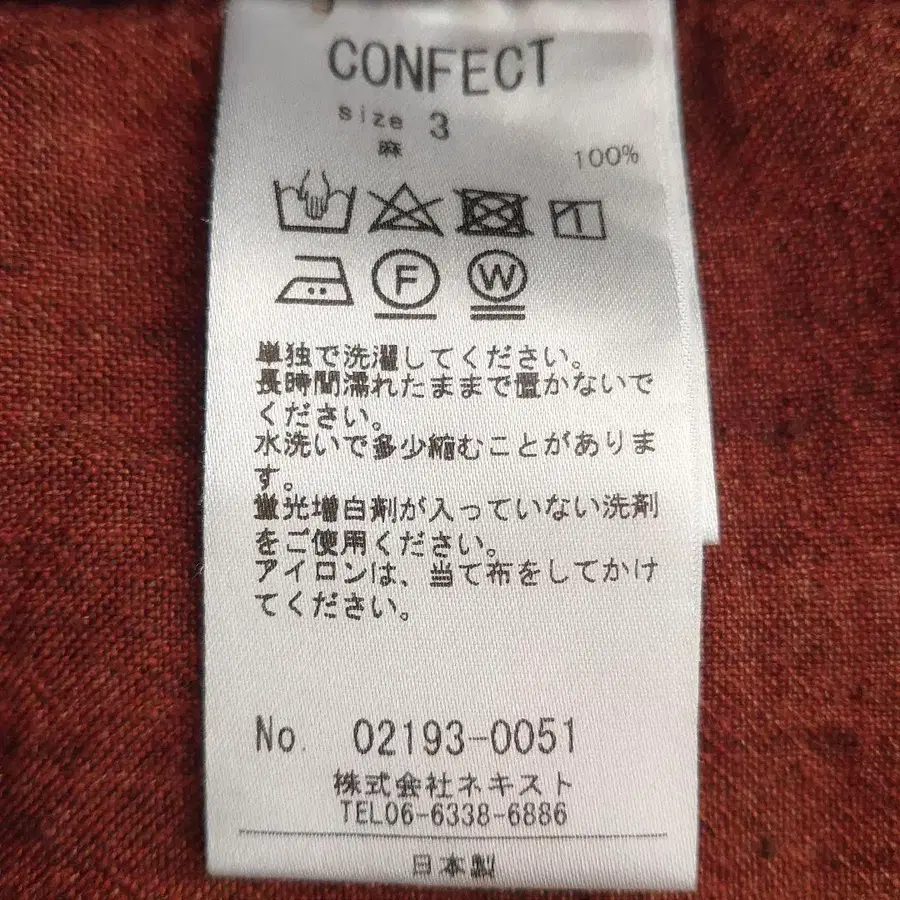 CONFECT
size 3
麻 100%
F W
単独で洗濯してください。
長時間濡れたままで置かないで
ください。
水洗いで多少縮むことがありま
す。
蛍光増白剤が入っていない洗剤
をご使用ください。
アイロンは、当て布をしてかけ
てください。
No. 02193-0051
株式会社ネキスト
TEL06-6338-6886
日本製